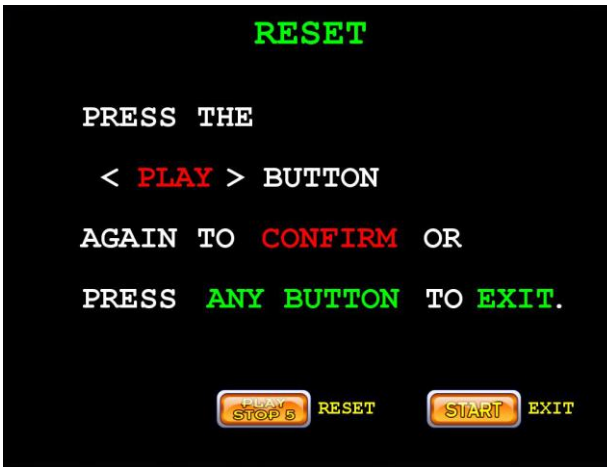 RESET
PRESS THE
< PLAY > BUTTON
AGAIN TO CONFIRM OR
PRESS ANY BUTTON TO EXIT.
PLAY
STOP 5 RESET START EXIT